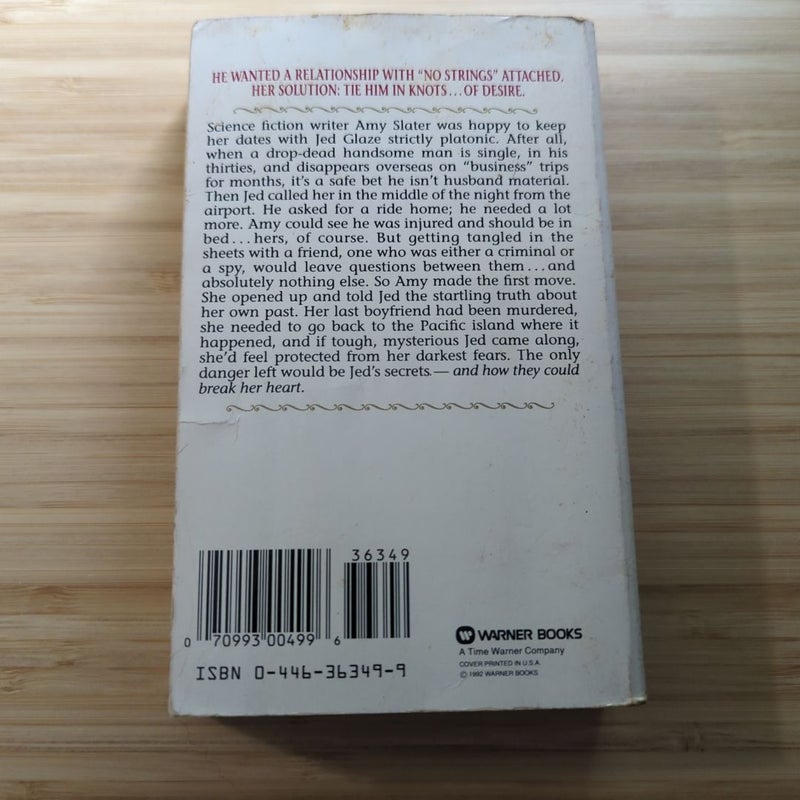 HE WANTED A RELATIONSHIP WITH "NO STRINGS" ATTACHED.
HER SOLUTION: TIE HIM IN KNOTS...OF DESIRE.
Science fiction writer Amy Slater was happy to keep
her dates with Jed Glaze strictly platonic. After all,
when a drop-dead handsome man is single, in his
thirties, and disappears overseas on "business" trips
for months, it's a safe bet he isn't husband material.
Then Jed called her in the middle of the night from the
airport. He asked for a ride home; he needed a lot
more. Amy could see he was injured and should be in
bed...hers, of course. But getting tangled in the
sheets with a friend, one who was either a criminal or
a spy, would leave questions between them...and
absolutely nothing else. So Amy made the first move.
She opened up and told Jed the startling truth about
her own past. Her last boyfriend had been murdered,
she needed to go back to the Pacific island where it
happened, and if tough, mysterious Jed came along,
she'd feel protected from her darkest fears. The only
danger left would be Jed's secrets—and how they could
break her heart.
36349
0 70993 00499 6
ISBN 0-446-36349-9
WARNER BOOKS
A Time Warner Company
COVER PRINTED IN U.S.A.
© 1992 WARNER BOOKS